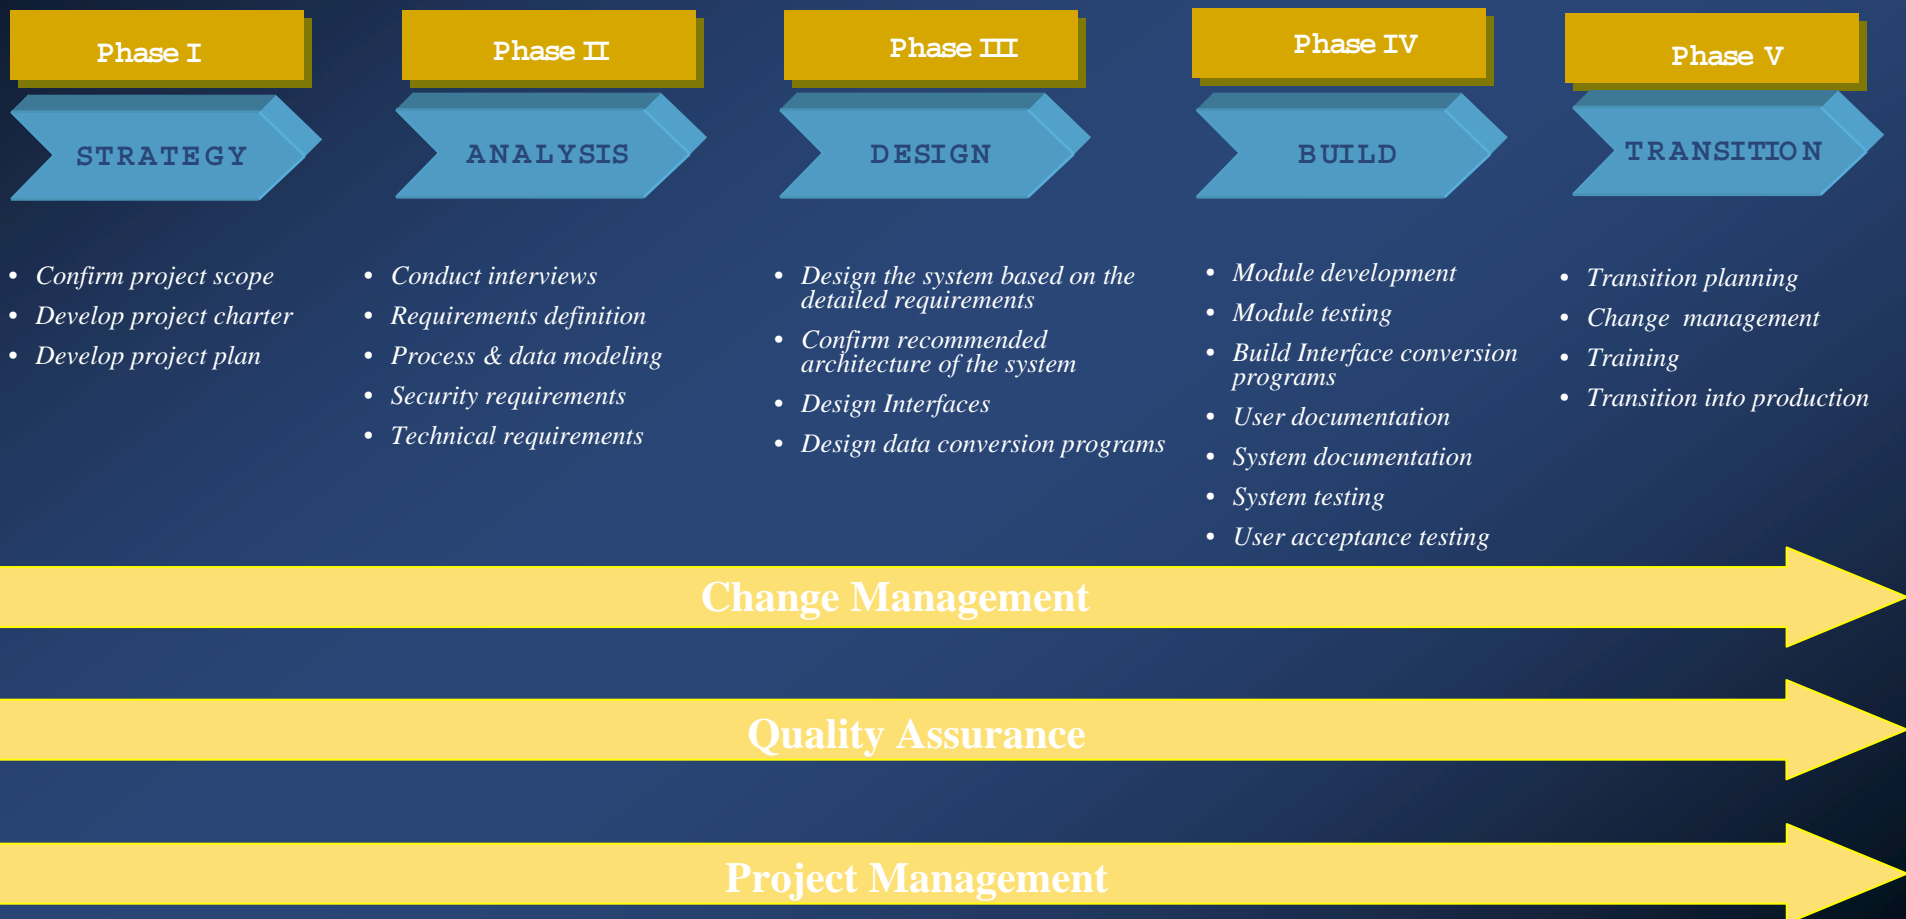 Phase I
Phase II
Phase III
Phase IV
Phase V
STRATEGY
ANALYSIS
DESIGN
BUILD
TRANSITION
• Confirm project scope
• Develop project charter
• Develop project plan
• Conduct interviews
• Requirements definition
• Process & data modeling
• Security requirements
• Technical requirements
• Design the system based on the
detailed requirements
• Confirm recommended
architecture of the system
• Design Interfaces
• Design data conversion programs
• Module development
• Module testing
• Build Interface conversion
programs
• User documentation
• System documentation
• System testing
• User acceptance testing
• Transition planning
• Change management
• Training
• Transition into production
Change Management
Quality Assurance
Project Management